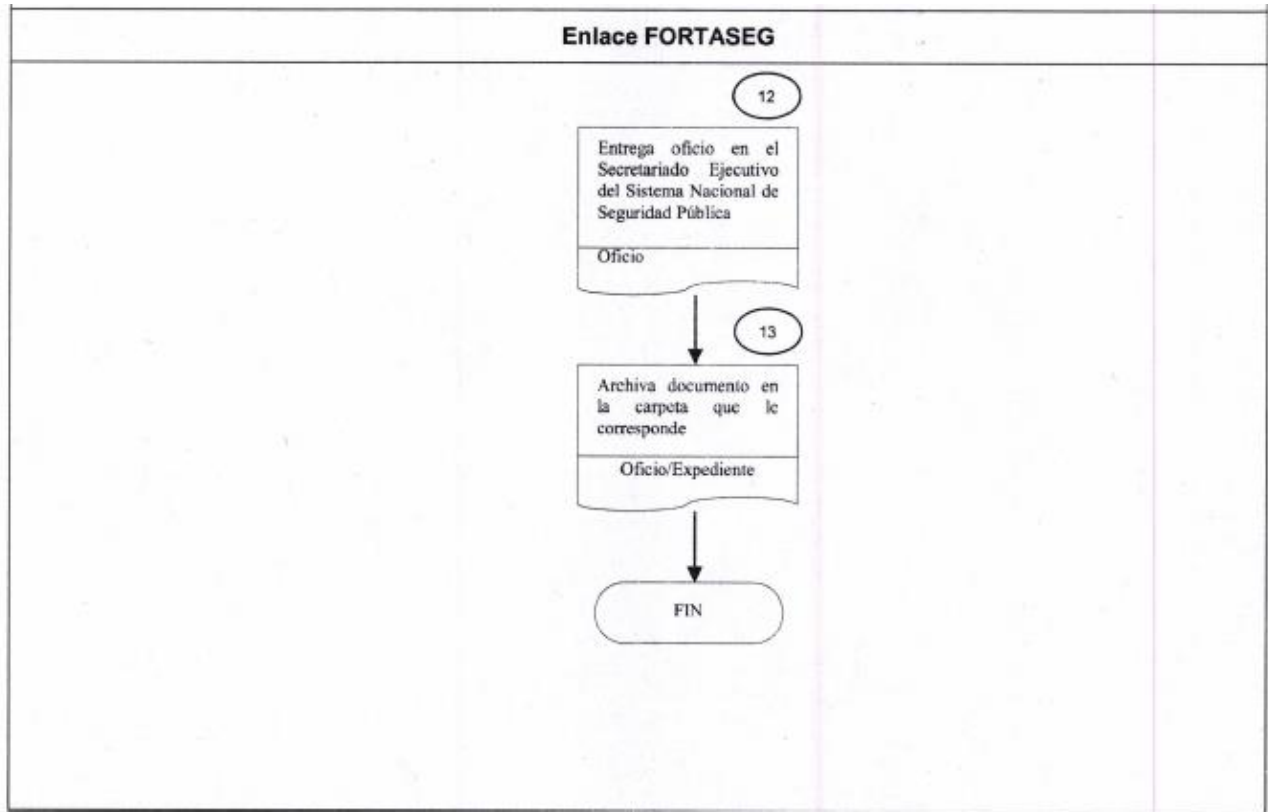 Enlace FORTASEG
12
Entrega oficio en el
Secretariado Ejecutivo
del Sistema Nacional de
Seguridad Pública
Oficio
13
Archiva documento en
la carpeta que le
corresponde
Oficio/Expediente
FIN